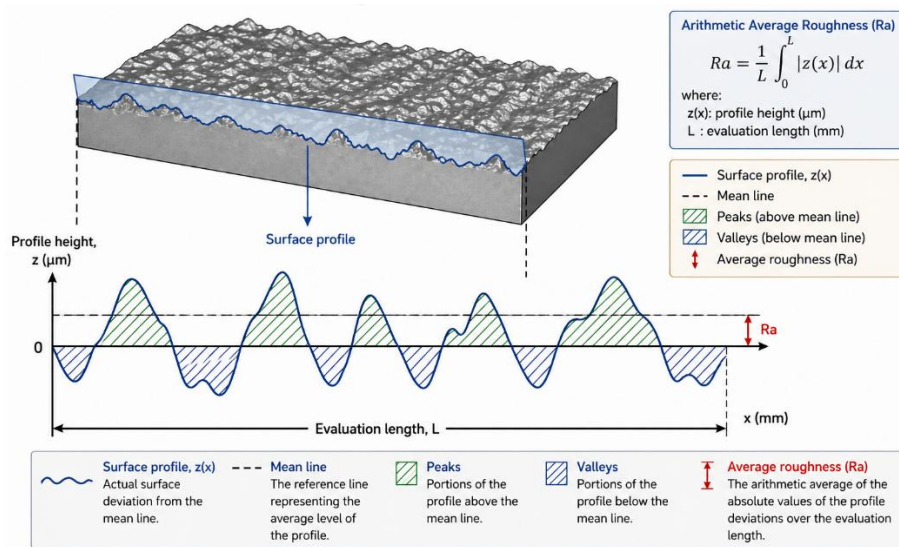 Arithmetic Average Roughness (Ra)
Ra = 1/L ∫₀ᴸ |z(x)| dx
where:
z(x): profile height (μm)
L : evaluation length (mm)
Surface profile, z(x)
Mean line
Peaks (above mean line)
Valleys (below mean line)
Average roughness (Ra)
Surface profile
Profile height,
z (μm)
Ra
0
x (mm)
Evaluation length, L
Surface profile, z(x)
Actual surface
deviation from the
mean line.
Mean line
The reference line
representing the
average level of
the profile.
Peaks
Portions of the
profile above the
mean line.
Valleys
Portions of the
profile below the
mean line.
Average roughness (Ra)
The arithmetic average of the
absolute values of the profile
deviations over the evaluation
length.